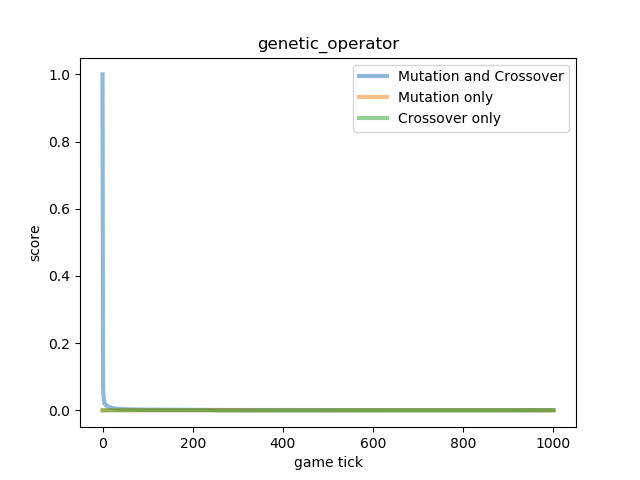 genetic_operator
Mutation and Crossover
Mutation only
Crossover only
score
1.0
0.8
0.6
0.4
0.2
0.0
0 200 400 600 800 1000
game tick